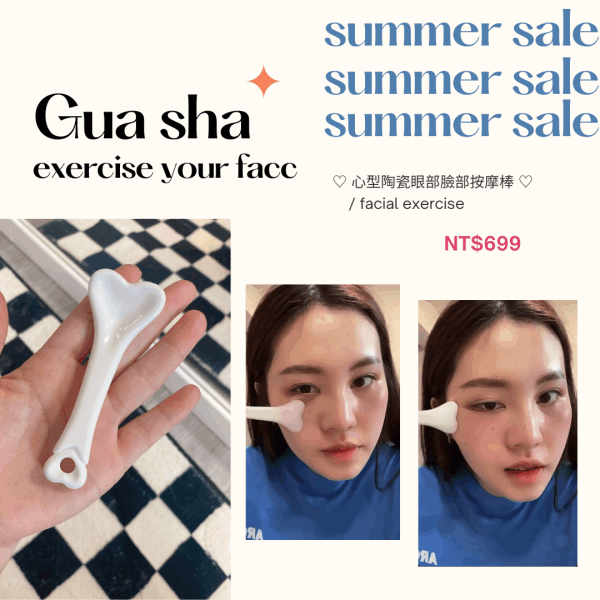 summer sale
summer sale
summer sale
Gua sha
exercise your facc
♡ 心型陶瓷眼部臉部按摩棒 ♡
/ facial exercise
NT$699